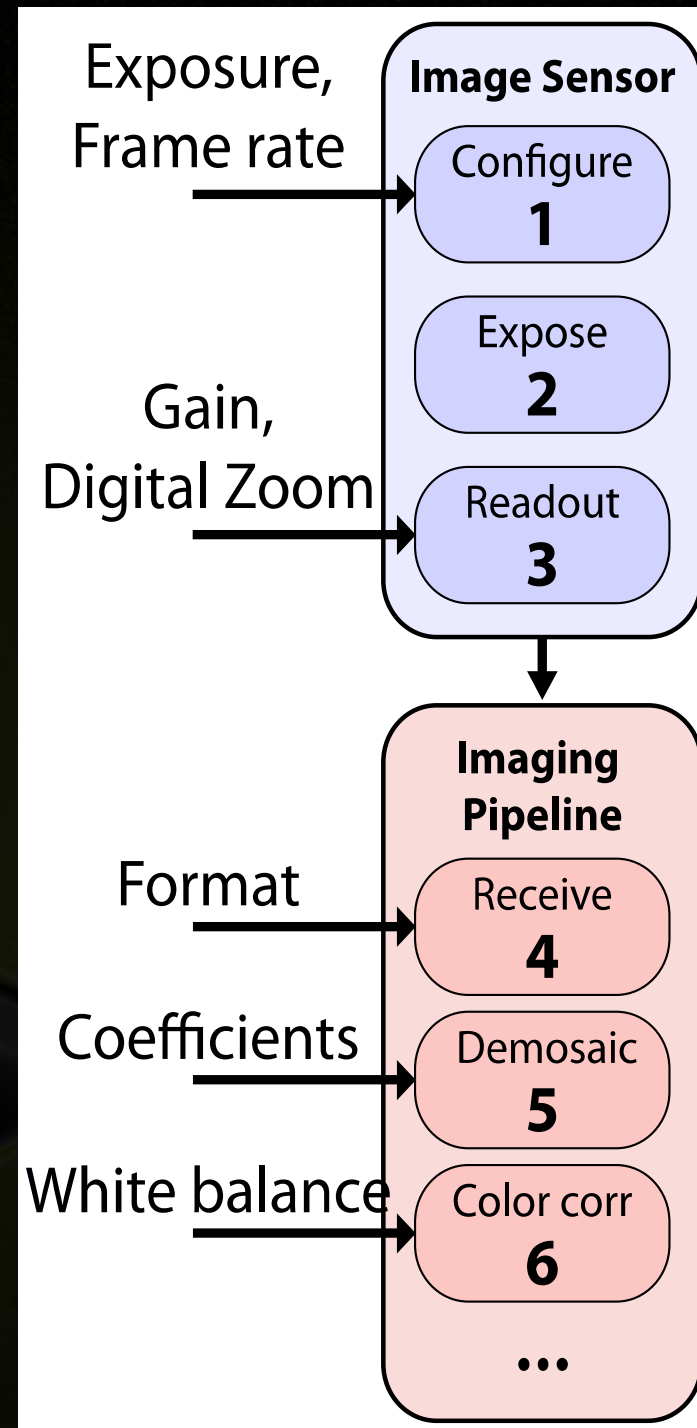 Exposure,
Frame rate
Image Sensor
Configure
1
Expose
2
Gain,
Digital Zoom
Readout
3
Imaging
Pipeline
Format
Receive
4
Coefficients
Demosaic
5
White balance
Color corr
6
...